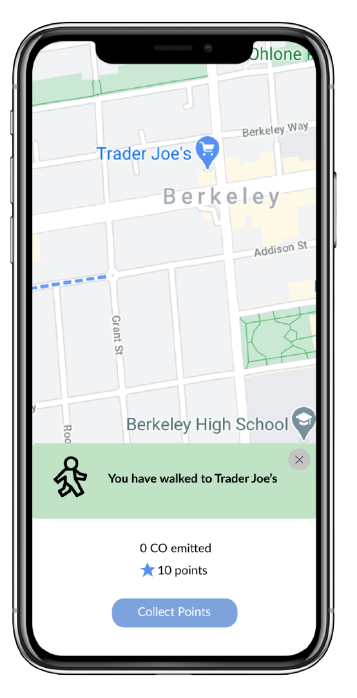 Ohlone
Berkeley Way
Trader Joe's
Berkeley
Addison St
Grant St
Berkeley High School
You have walked to Trader Joe's
0 CO emitted
10 points
Collect Points